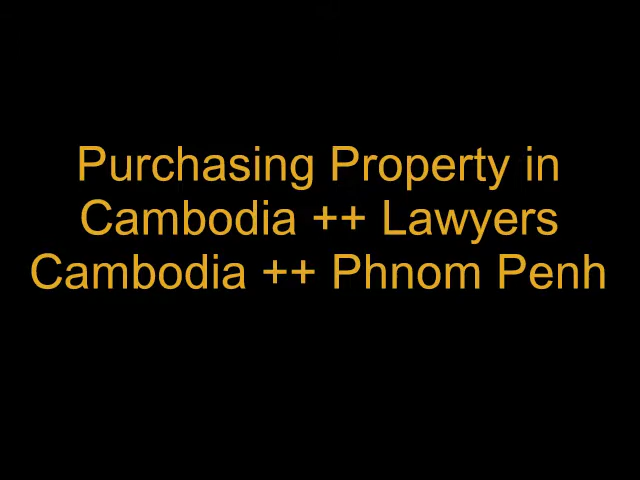 Purchasing Property in
Cambodia ++ Lawyers
Cambodia ++ Phnom Penh